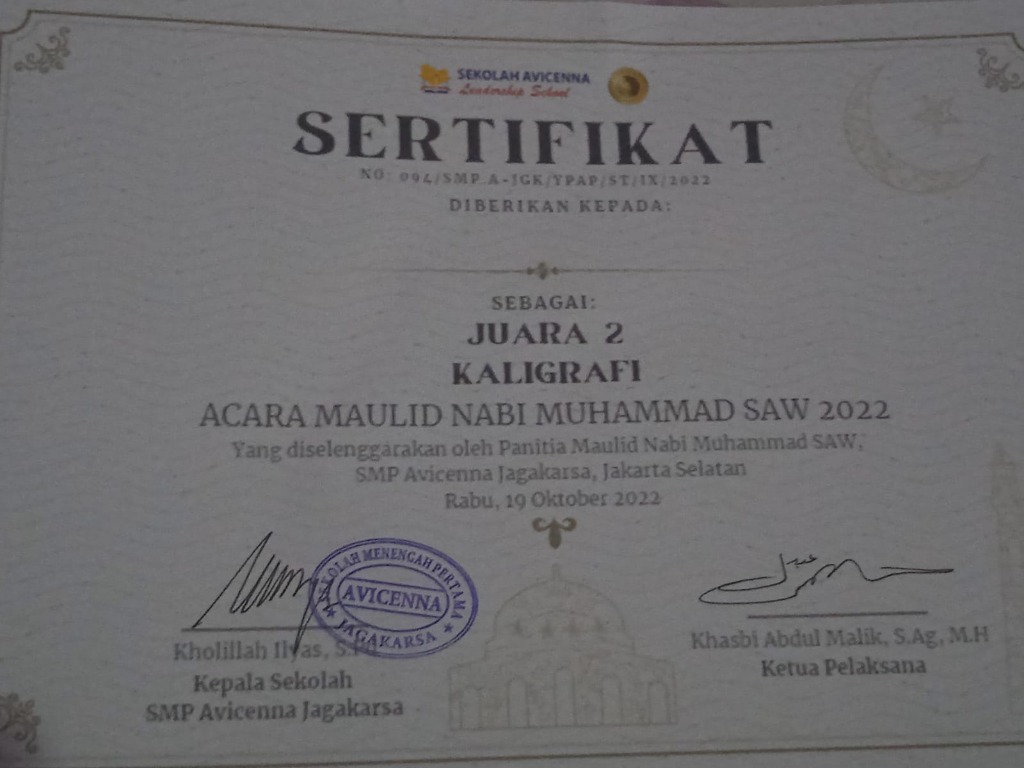 SEKOLAH AVICENNA
Leadership School
SERTIFIKAT
NO: 094/SMP.A-JGK/YPAP/ST/IX/2022
DIBERIKAN KEPADA:
SEBAGAI:
JUARA 2
KALIGRAFI
ACARA MAULID NABI MUHAMMAD SAW 2022
Yang diselenggarakan oleh Panitia Maulid Nabi Muhammad SAW,
SMP Avicenna Jagakarsa, Jakarta Selatan
Rabu, 19 Oktober 2022
SEKOLAH MENENGAH PERTAMA
AVICENNA
JAGAKARSA
Kholillah Ilyas, S.Pd
Kepala Sekolah
SMP Avicenna Jagakarsa
Khasbi Abdul Malik, S.Ag, M.H
Ketua Pelaksana